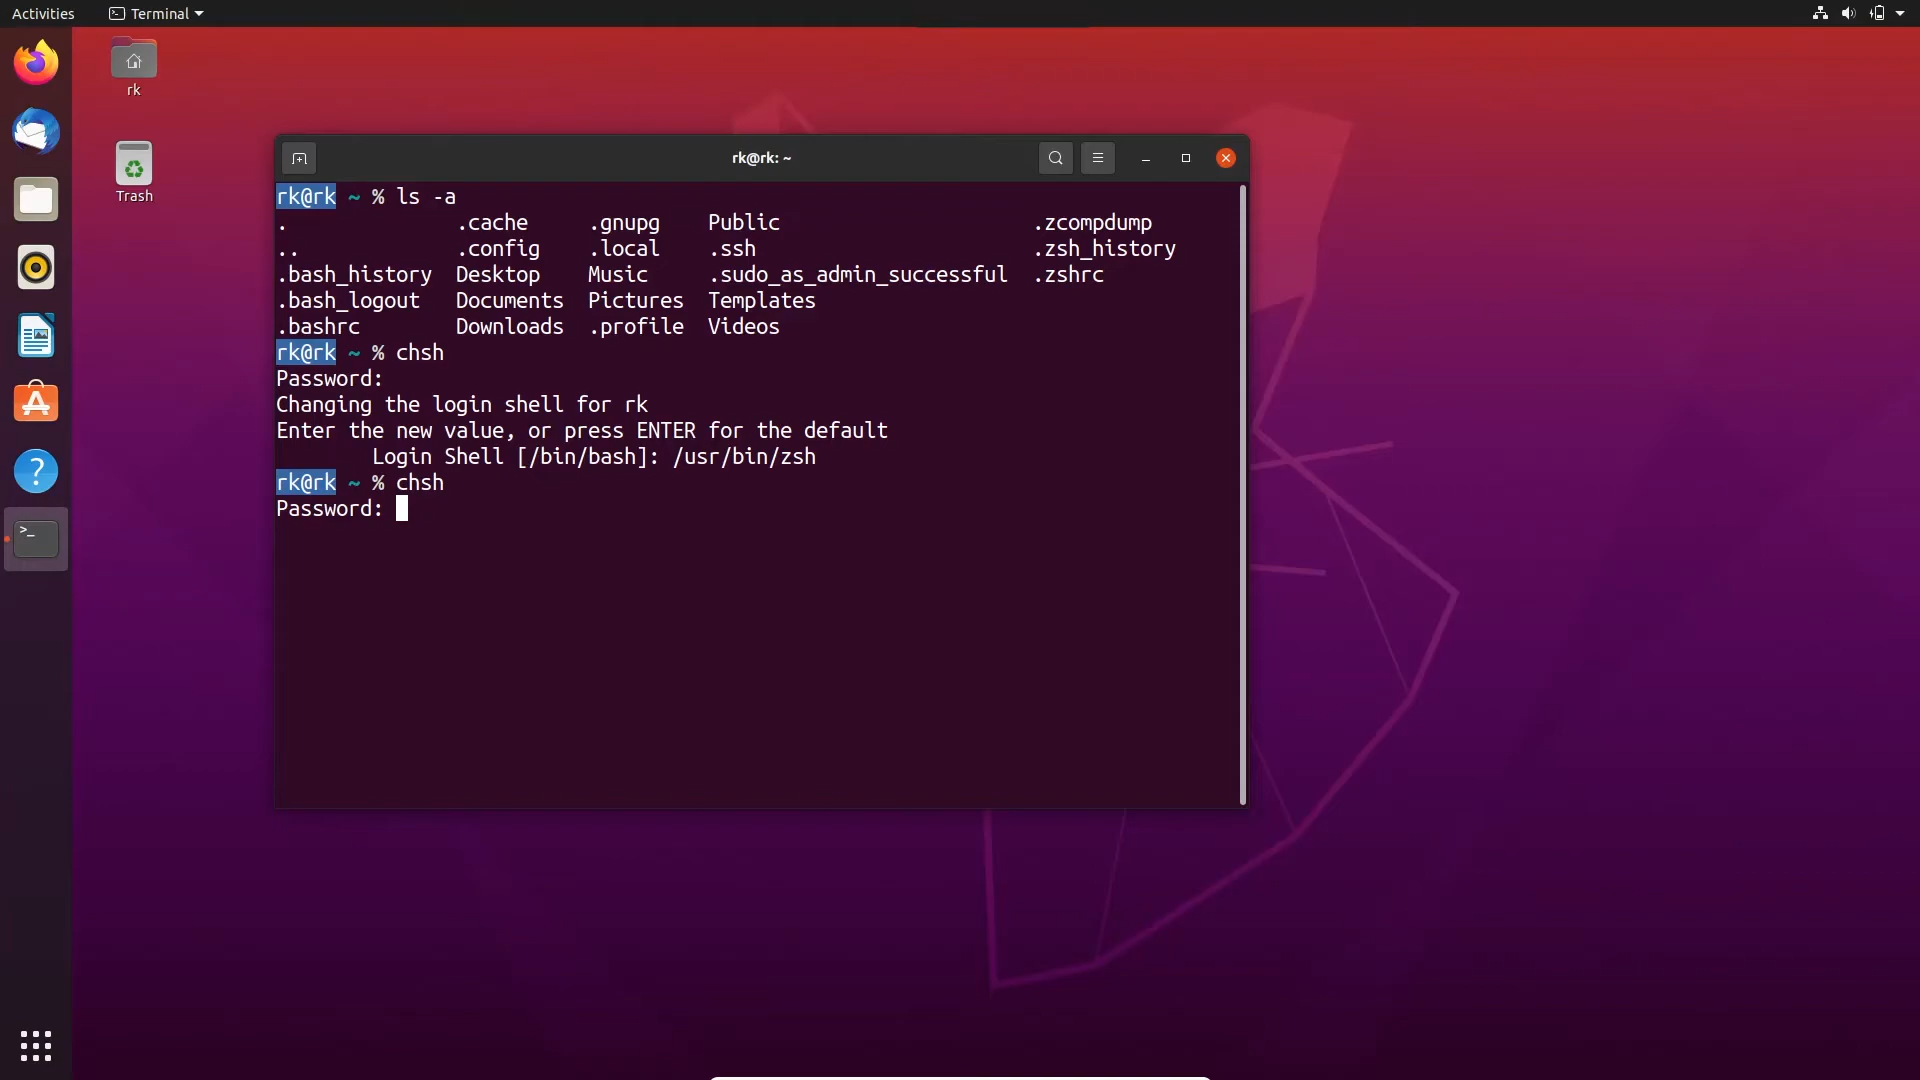 Activities Terminal
rk
Trash
rk@rk: ~
rk@rk ~ % ls -a
. .cache .gnupg Public .zcompdump
.. .config .local .ssh .zsh_history
.bash_history Desktop Music .sudo_as_admin_successful .zshrc
.bash_logout Documents Pictures Templates
.bashrc Downloads .profile Videos
rk@rk ~ % chsh
Password:
Changing the login shell for rk
Enter the new value, or press ENTER for the default
Login Shell [/bin/bash]: /usr/bin/zsh
rk@rk ~ % chsh
Password: